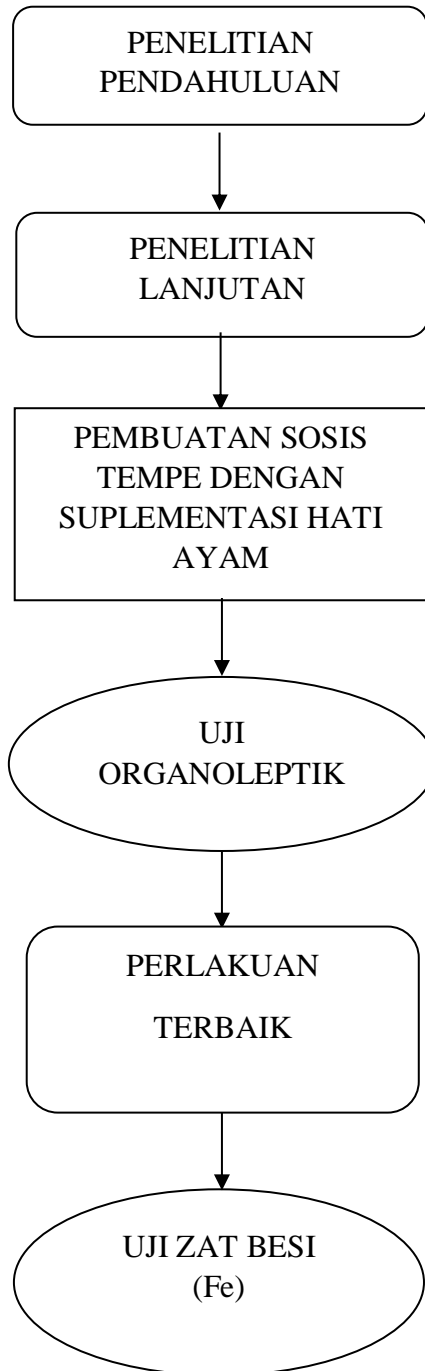 PENELITIAN
PENDAHULUAN
PENELITIAN
LANJUTAN
PEMBUATAN SOSIS
TEMPE DENGAN
SUPLEMENTASI HATI
AYAM
UJI
ORGANOLEPTIK
PERLAKUAN
TERBAIK
UJI ZAT BESI
(Fe)